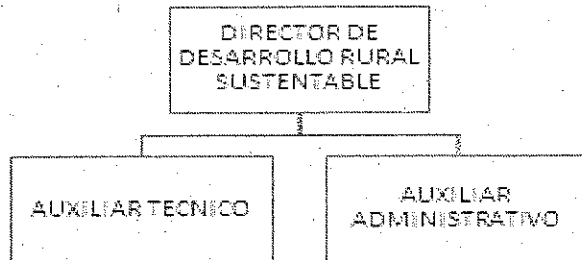 DIRECTOR DE
DESARROLLO RURAL
SUSTENTABLE
AUXILIAR TECNICO
AUXILIAR
ADMINISTRATIVO